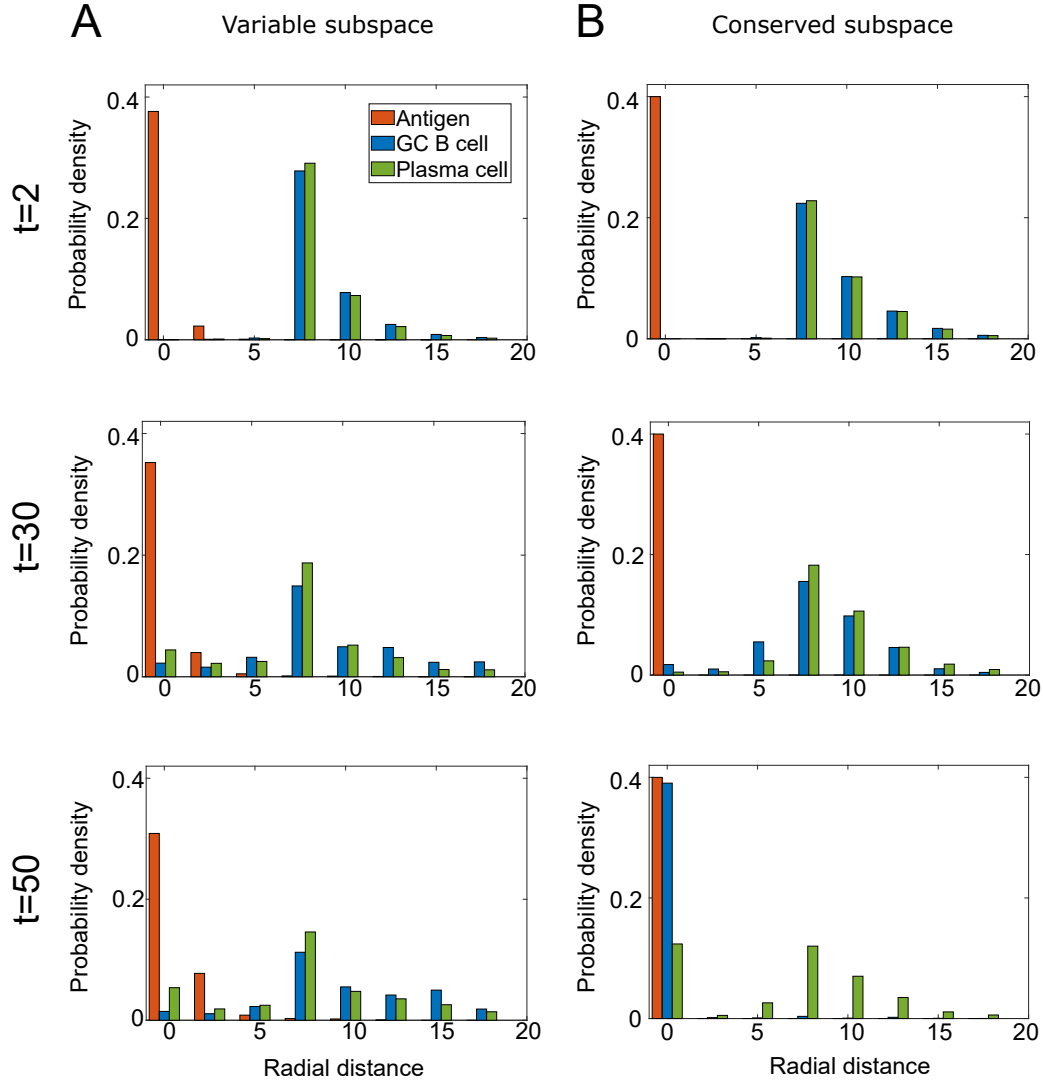 A Variable subspace
B Conserved subspace
t=2
Probability density
0.4
0.2
0
0 5 10 15 20
Antigen
GC B cell
Plasma cell
Probability density
0.4
0.2
0
0 5 10 15 20
t=30
Probability density
0.4
0.2
0
0 5 10 15 20
Probability density
0.4
0.2
0
0 5 10 15 20
t=50
Probability density
0.4
0.2
0
0 5 10 15 20
Radial distance
Probability density
0.4
0.2
0
0 5 10 15 20
Radial distance